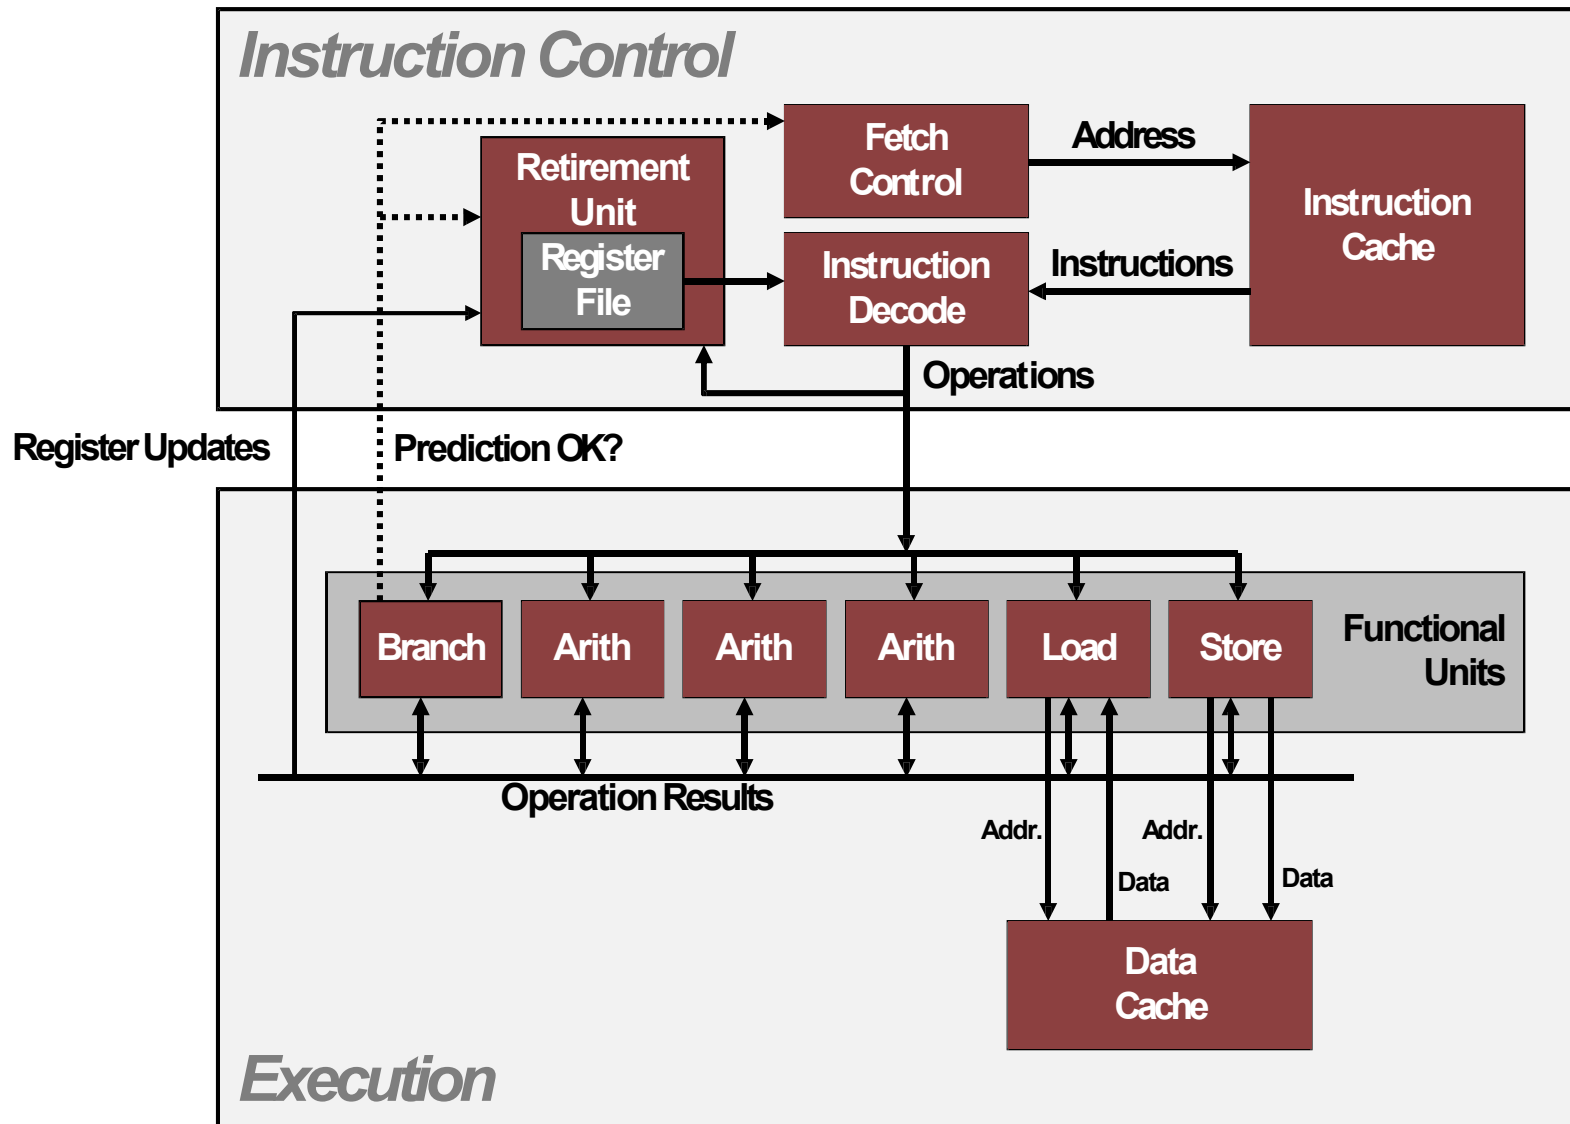 Instruction Control
Fetch
Control
Address
Instruction
Cache
Retirement
Unit
Register
File
Instruction
Decode
Instructions
Operations
Register Updates
Prediction OK?
Branch
Arith
Arith
Arith
Load
Store
Functional
Units
Operation Results
Addr.
Addr.
Data
Data
Data
Cache
Execution